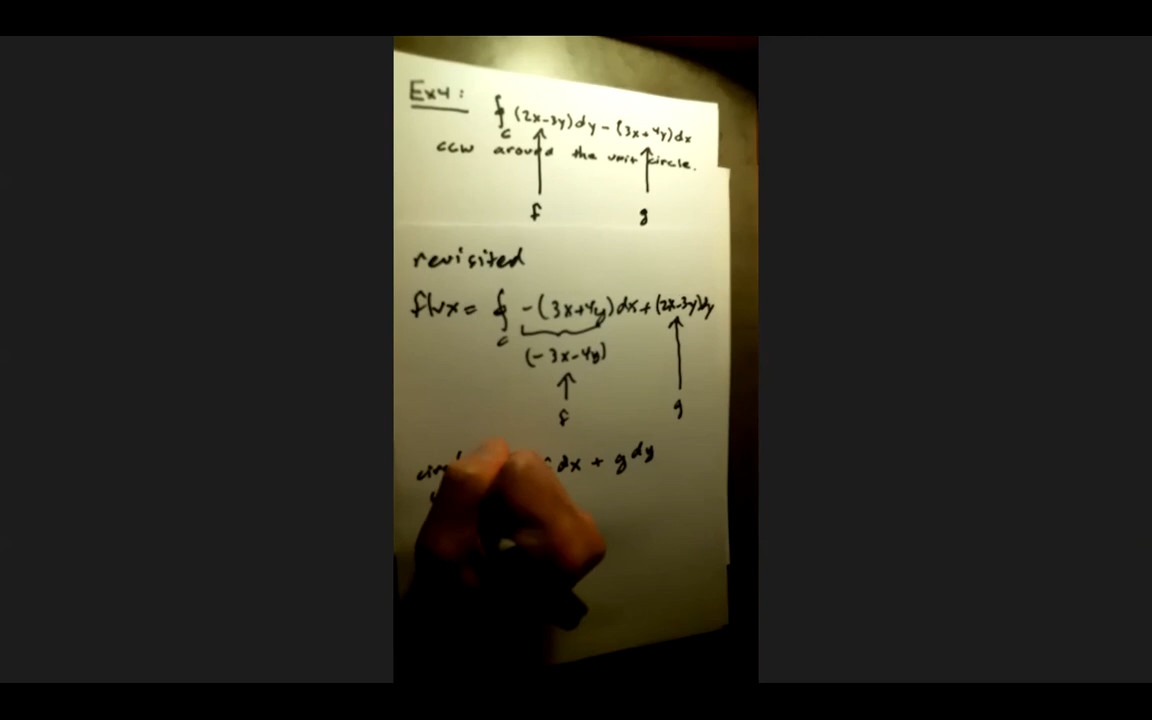 Ex4: ∮c (2x-3y)dy - (3x+4y)dx
ccw around the unit circle.
f g
revisited
flux = ∮c -(3x+4y)dx + (2x-3y)dy
(-3x-4y)
f g
dx + g dy